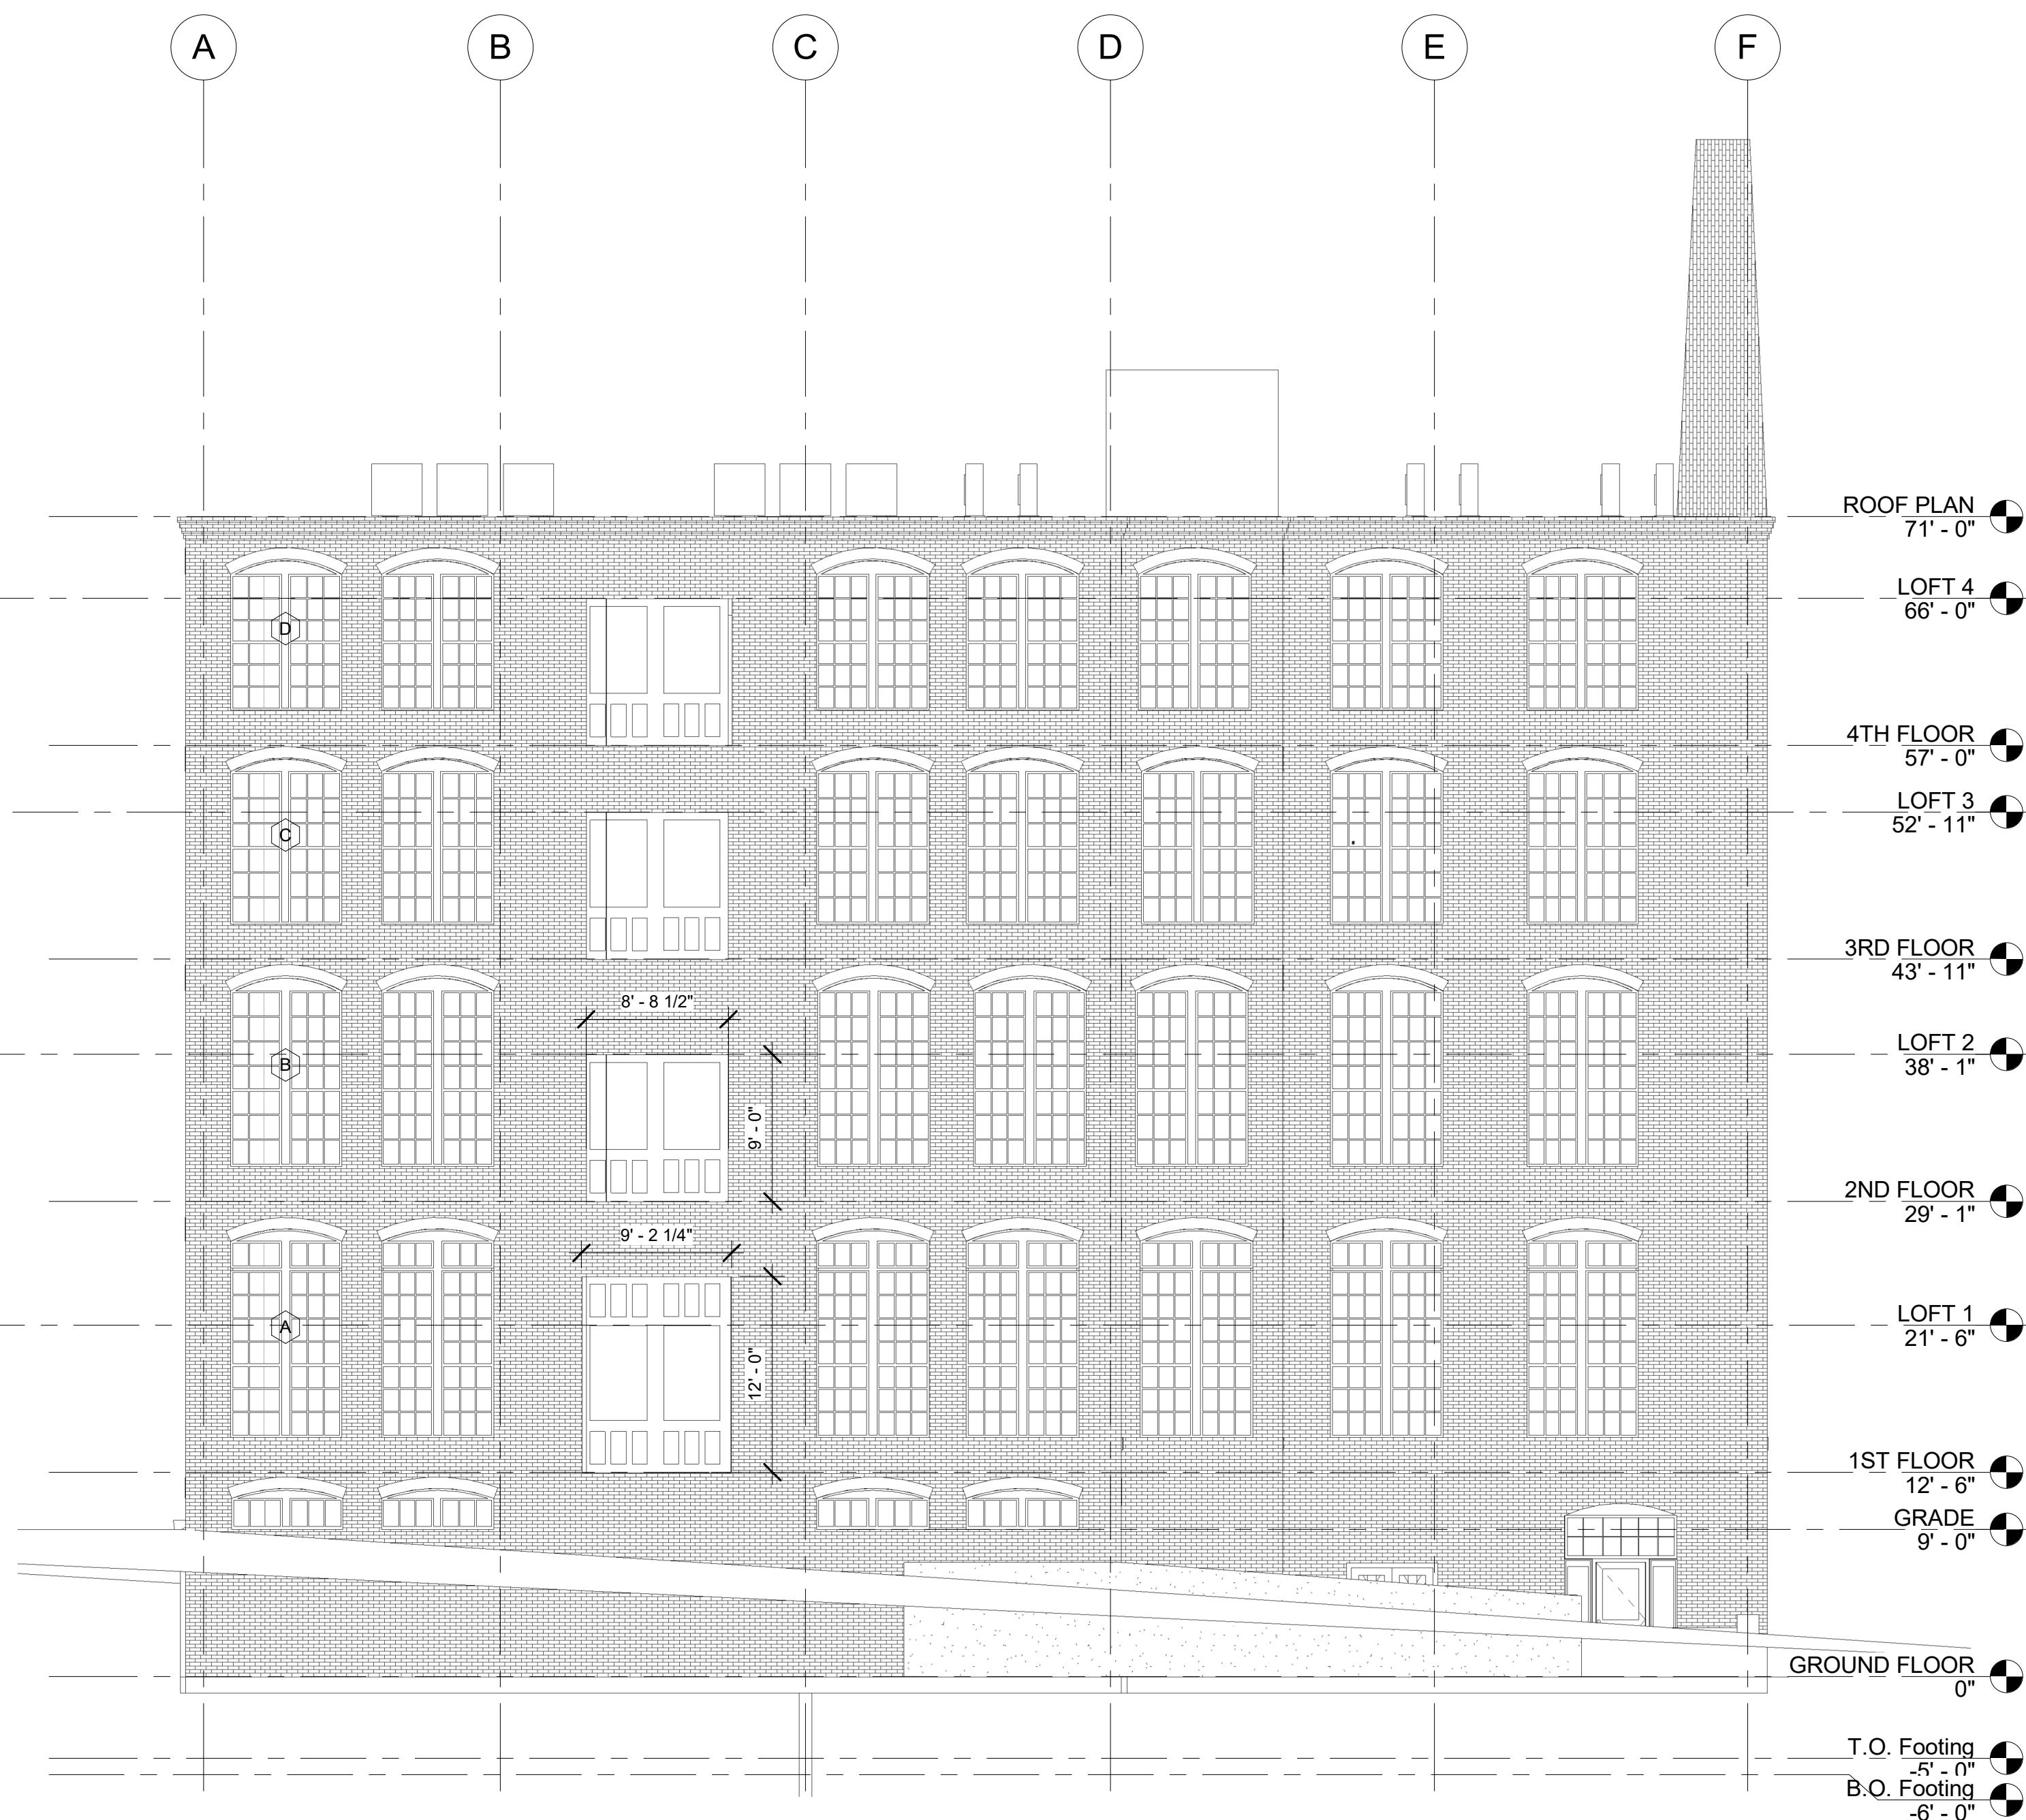 A
B
C
D
E
F
ROOF PLAN
71' - 0"
LOFT 4
66' - 0"
D
4TH FLOOR
57' - 0"
LOFT 3
52' - 11"
C
3RD FLOOR
43' - 11"
8' - 8 1/2"
LOFT 2
38' - 1"
B
9' - 0"
2ND FLOOR
29' - 1"
9' - 2 1/4"
LOFT 1
21' - 6"
A
12' - 0"
1ST FLOOR
12' - 6"
GRADE
9' - 0"
GROUND FLOOR
0"
T.O. Footing
-5' - 0"
B.O. Footing
-6' - 0"